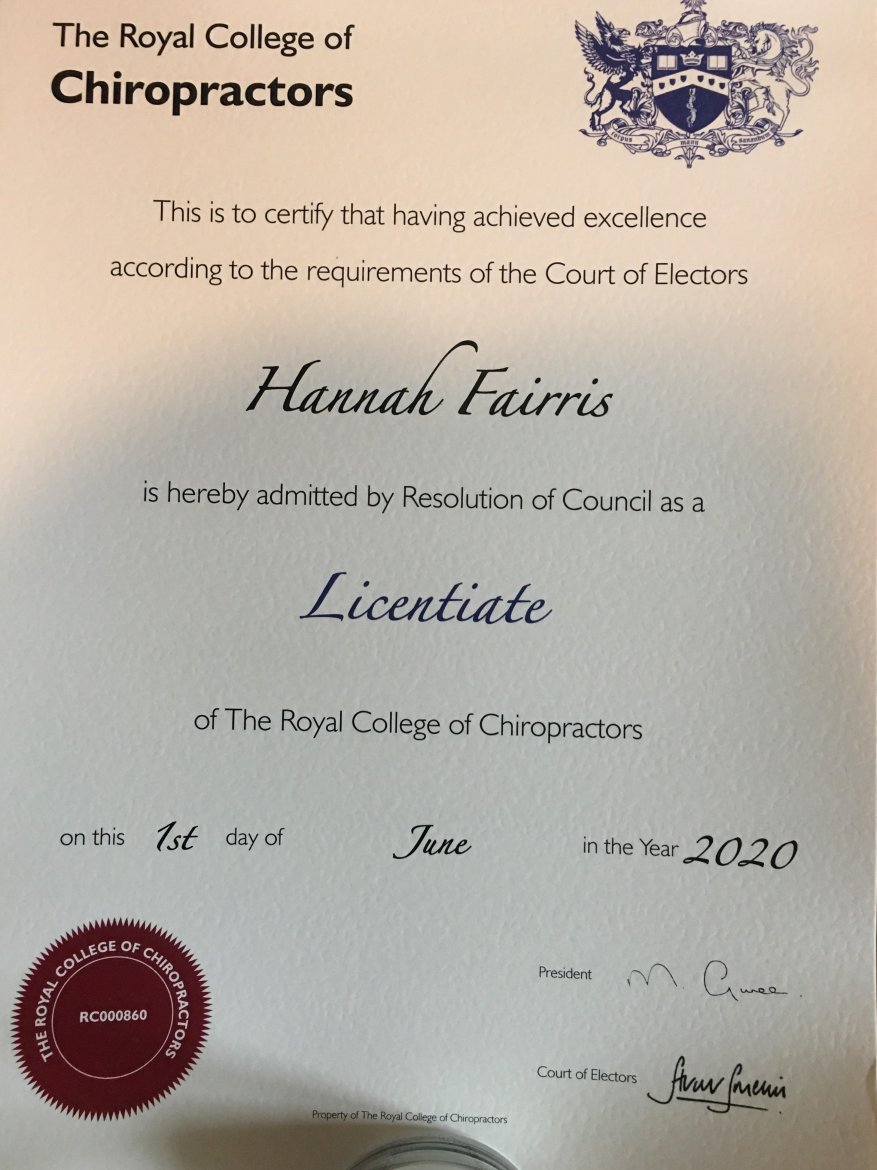 The Royal College of
Chiropractors
corpus manu sanandum
This is to certify that having achieved excellence
according to the requirements of the Court of Electors
Hannah Fairris
is hereby admitted by Resolution of Council as a
Licentiate
of The Royal College of Chiropractors
on this 1st day of June in the Year 2020
THE ROYAL COLLEGE OF CHIROPRACTORS
RC000860
President M.
Court of Electors
Property of The Royal College of Chiropractors